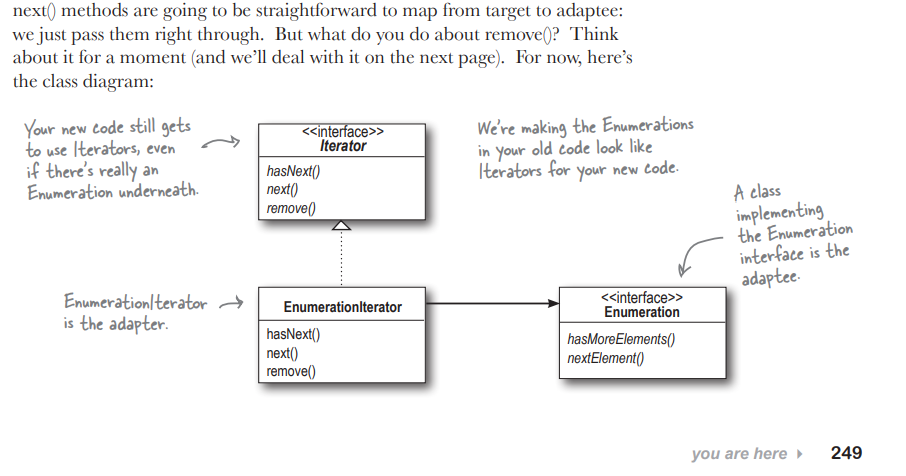 next() methods are going to be straightforward to map from target to adaptee:
we just pass them right through.  But what do you do about remove()?  Think
about it for a moment (and we’ll deal with it on the next page).  For now, here’s
the class diagram:
Your new code still gets
to use Iterators, even
if there's really an
Enumeration underneath.
<<interface>>
Iterator
hasNext()
next()
remove()
We're making the Enumerations
in your old code look like
Iterators for your new code.
A class
implementing
the Enumeration
interface is the
adaptee.
EnumerationIterator
is the adapter.
EnumerationIterator
hasNext()
next()
remove()
<<interface>>
Enumeration
hasMoreElements()
nextElement()
you are here 249